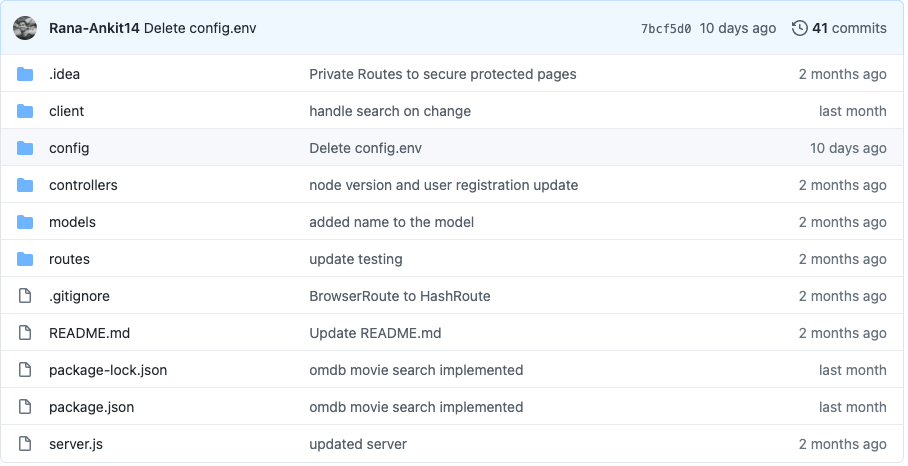 Rana-Ankit14 Delete config.env 7bcf5d0 10 days ago 41 commits
.idea Private Routes to secure protected pages 2 months ago
client handle search on change last month
config Delete config.env 10 days ago
controllers node version and user registration update 2 months ago
models added name to the model 2 months ago
routes update testing 2 months ago
.gitignore BrowserRoute to HashRoute 2 months ago
README.md Update README.md 2 months ago
package-lock.json omdb movie search implemented last month
package.json omdb movie search implemented last month
server.js updated server 2 months ago